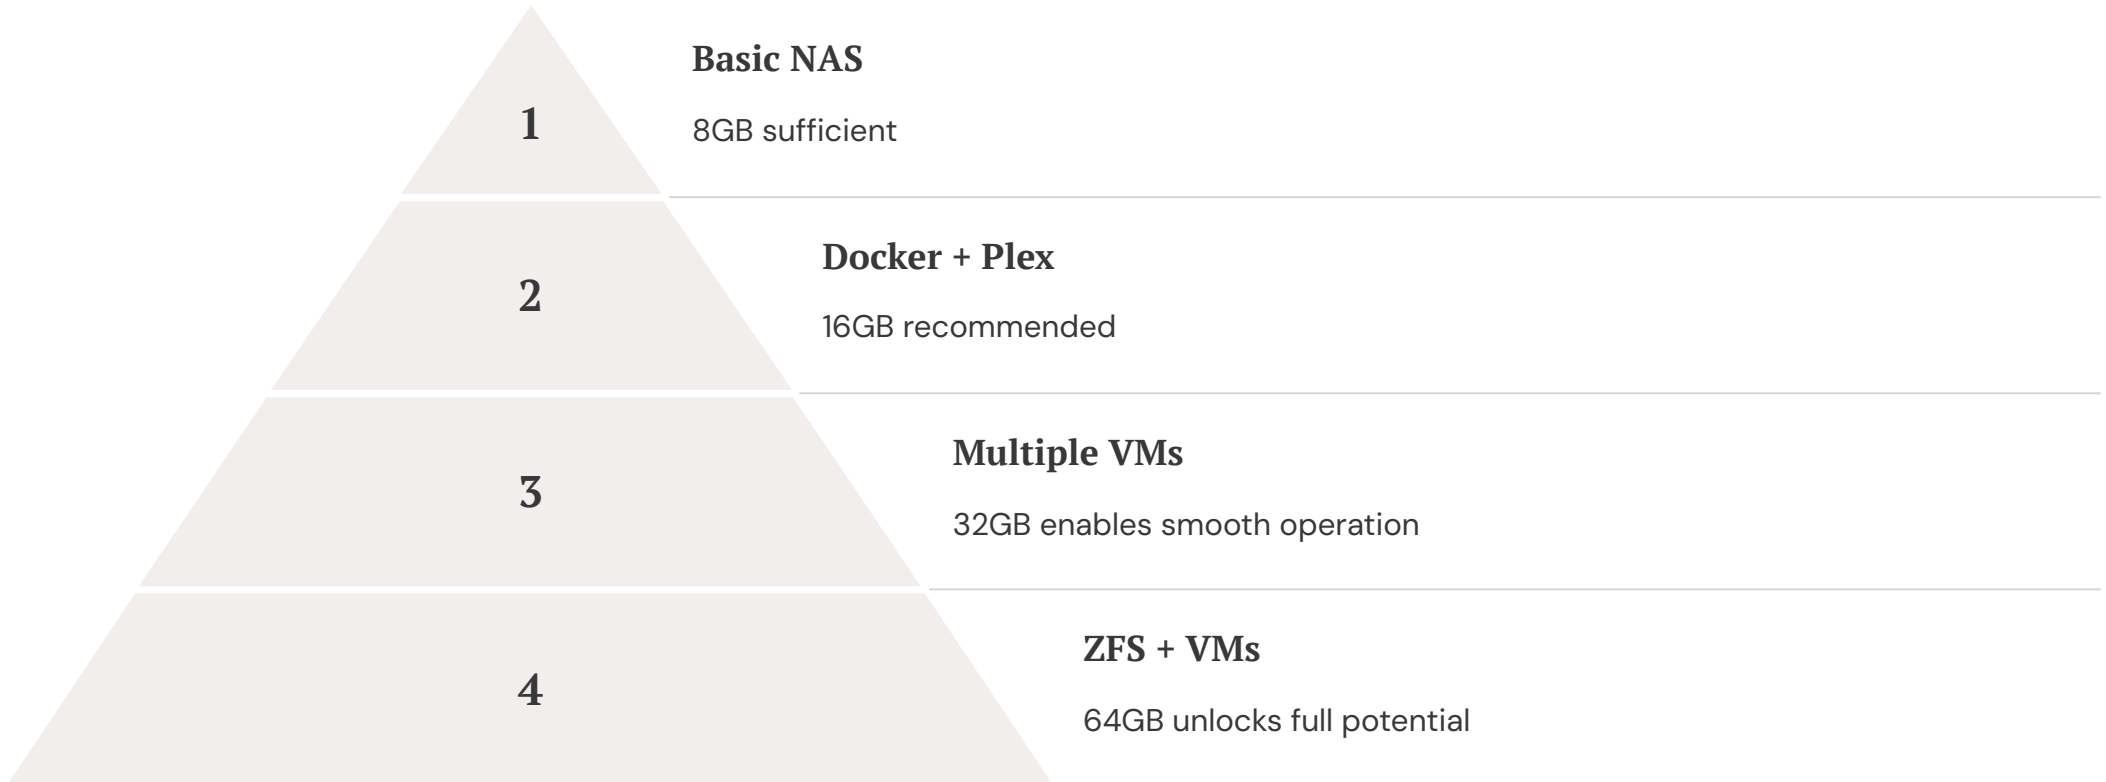 1
Basic NAS
8GB sufficient
2
Docker + Plex
16GB recommended
3
Multiple VMs
32GB enables smooth operation
4
ZFS + VMs
64GB unlocks full potential